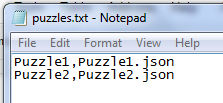 puzzles.txt - Notepad
File Edit Format View Help
Puzzle1,Puzzle1.json
Puzzle2,Puzzle2.json